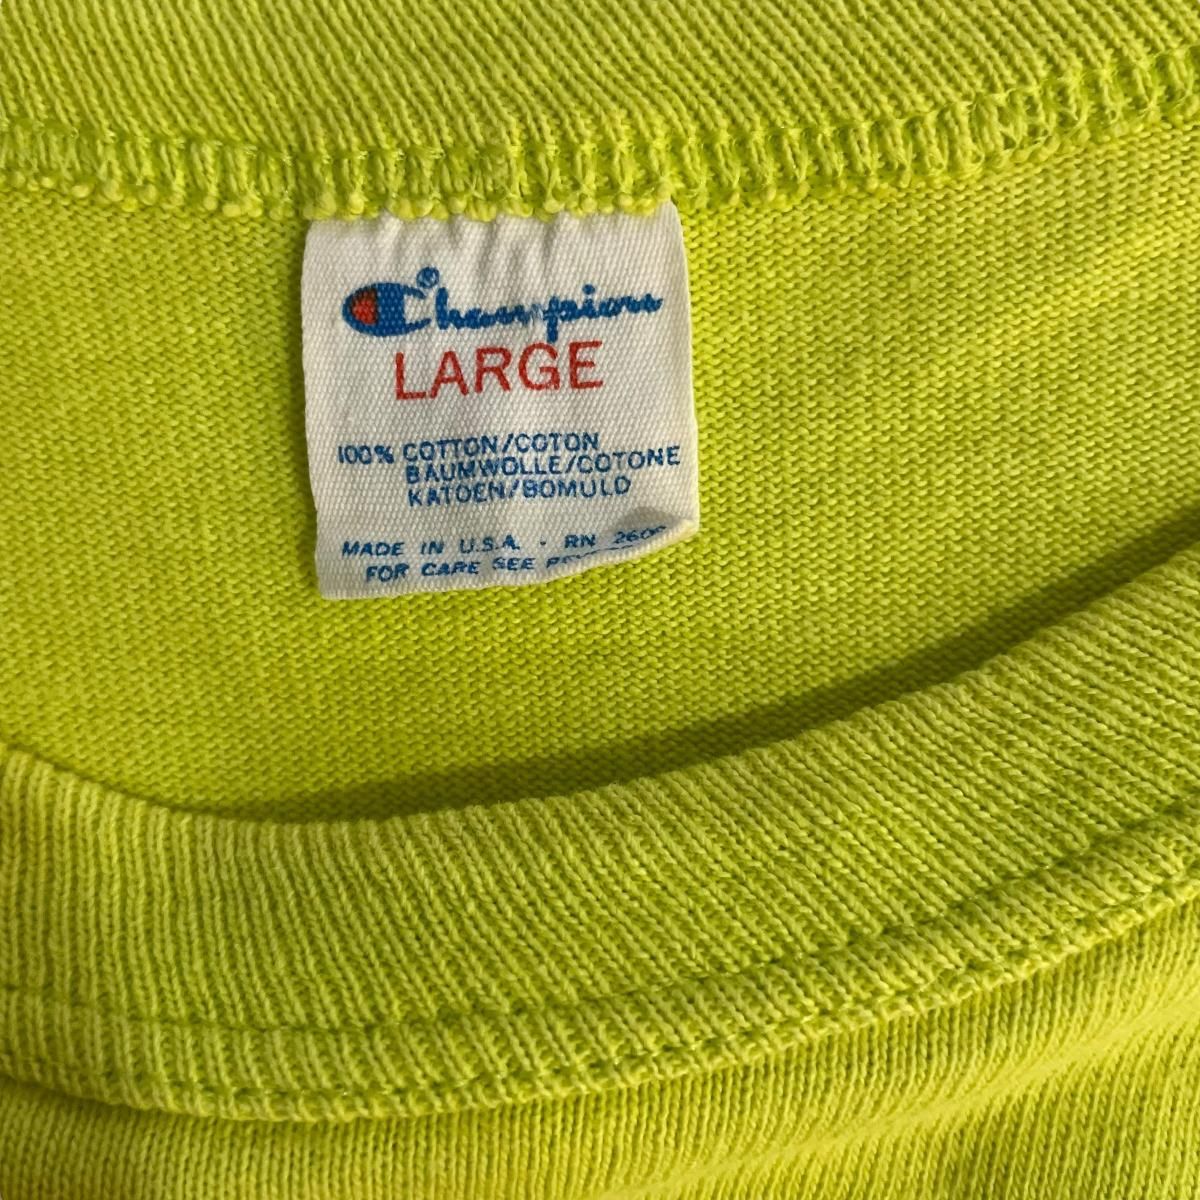 Champion®
LARGE
100% COTTON/COTON
BAUMWOLLE/COTONE
KATOEN/BOMULD
MADE IN U.S.A. · RN
FOR CARE SEE